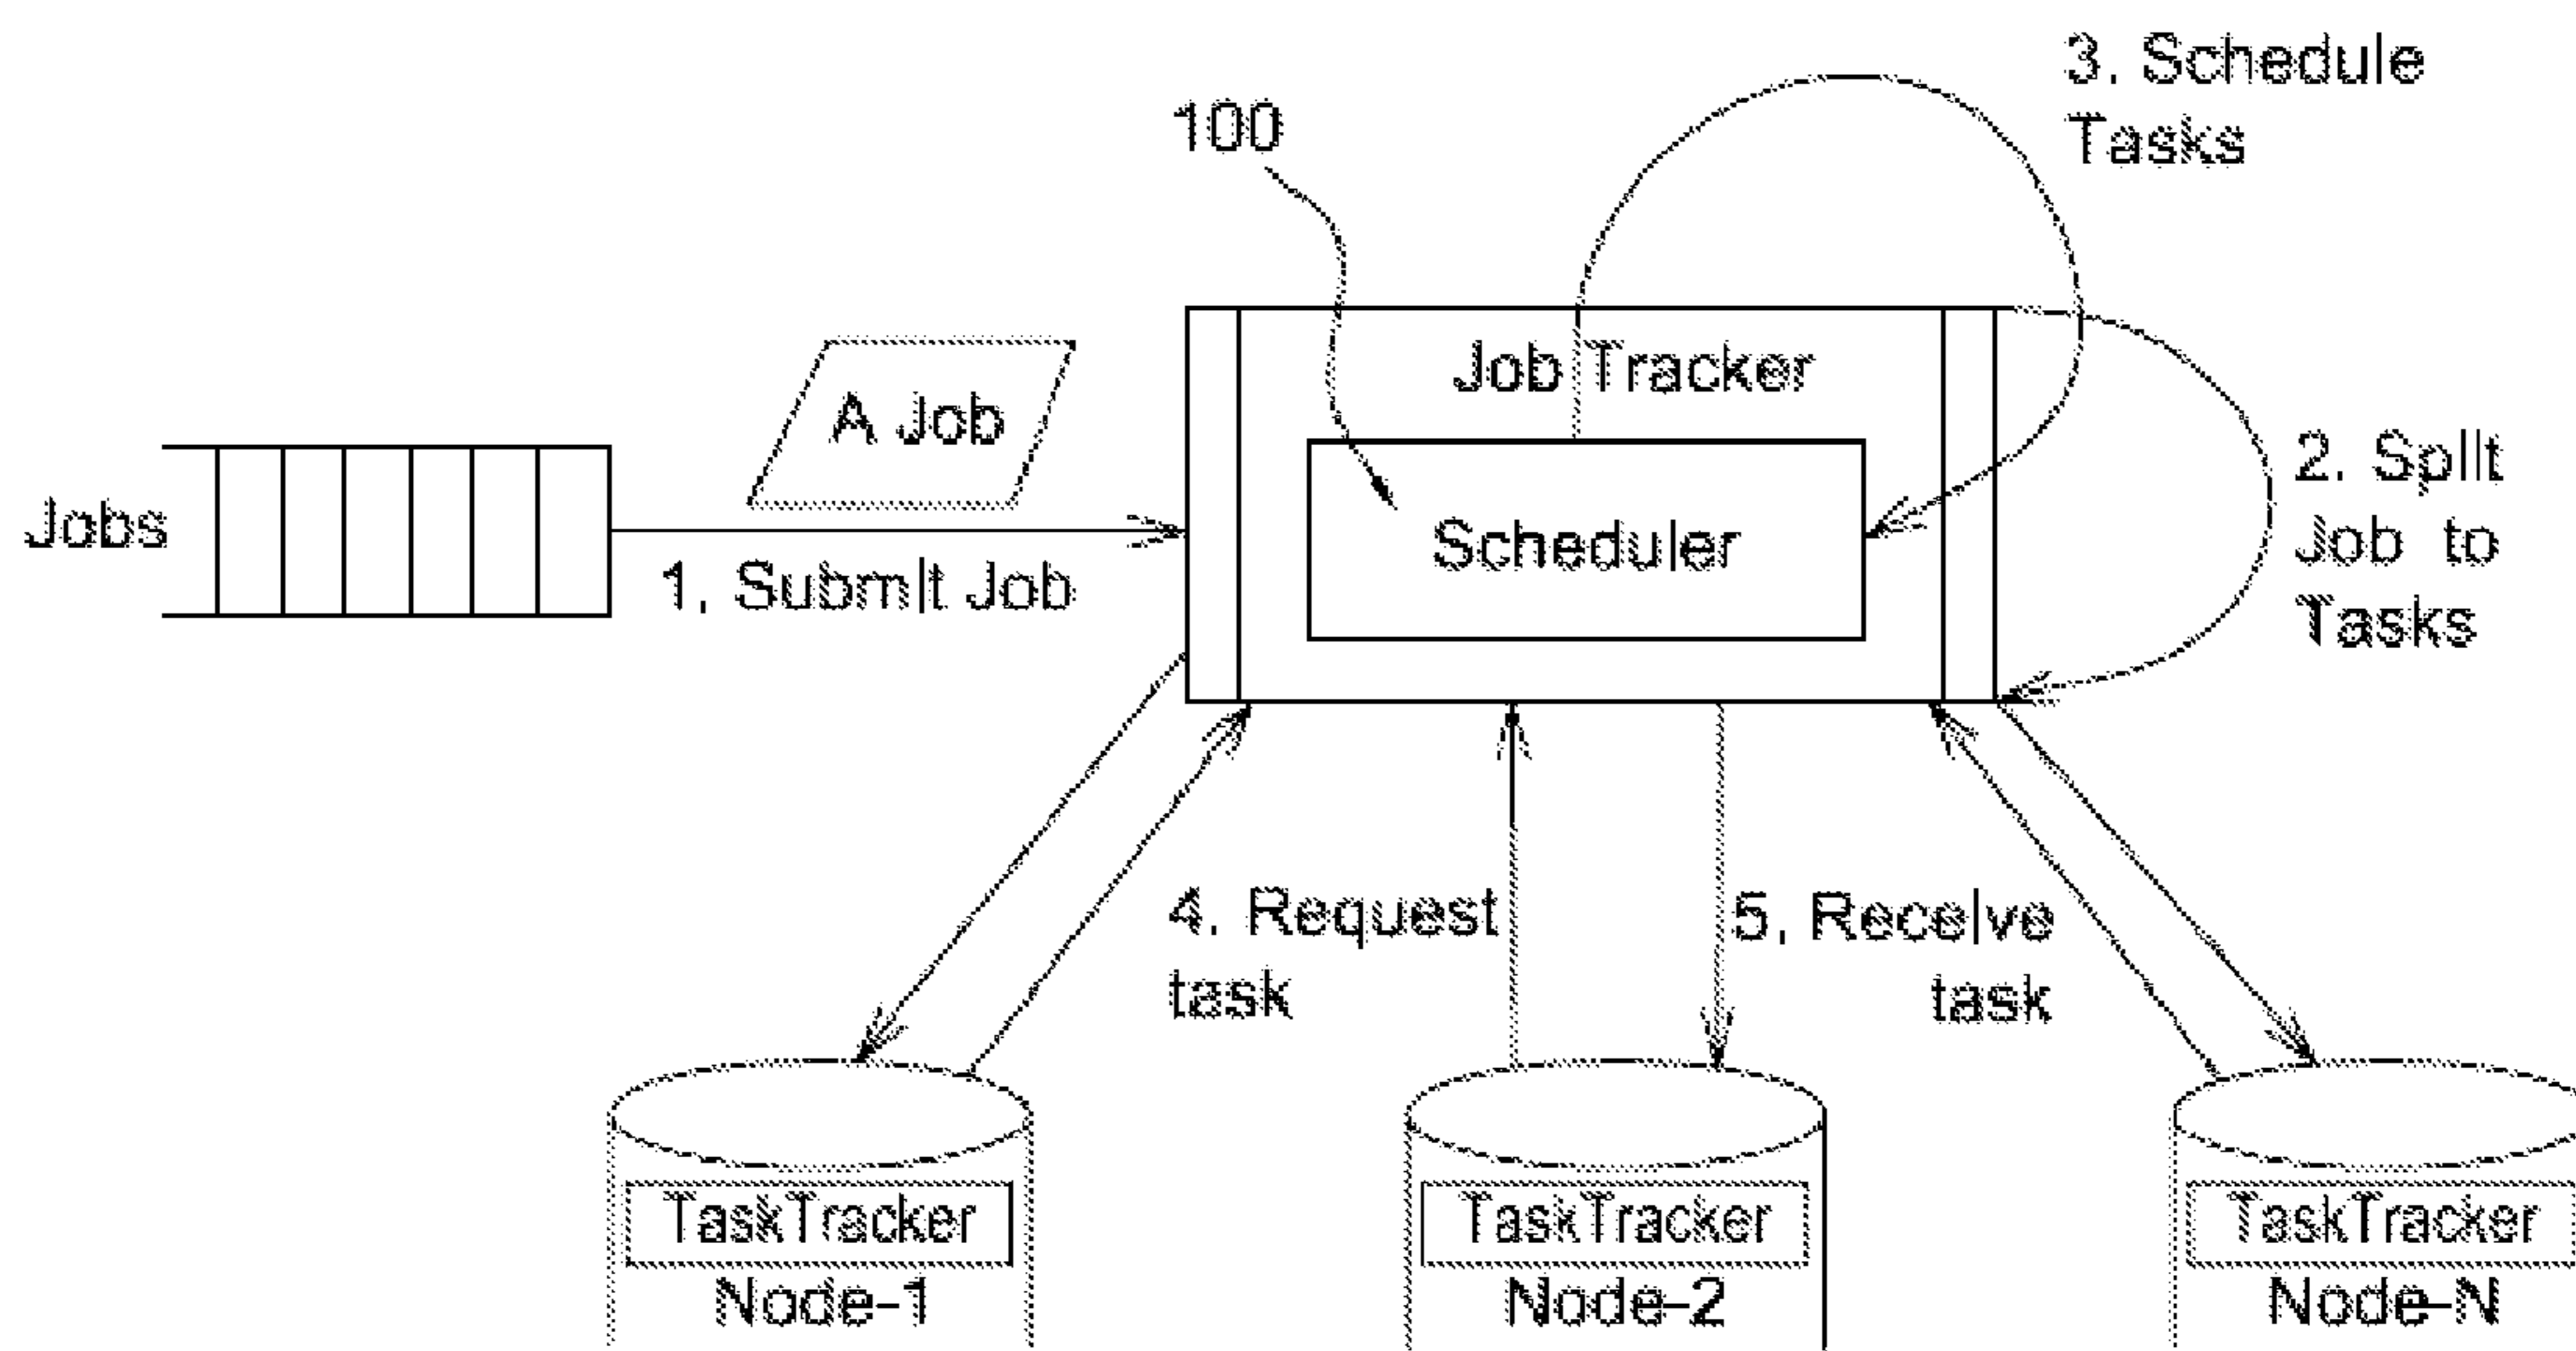 3. Schedule
Tasks
100
Job Tracker
A Job
Jobs
Scheduler
2. Split
Job to
Tasks
1. Submit Job
4. Request
task
5. Receive
task
TaskTracker
Node-1
TaskTracker
Node-2
TaskTracker
Node-N